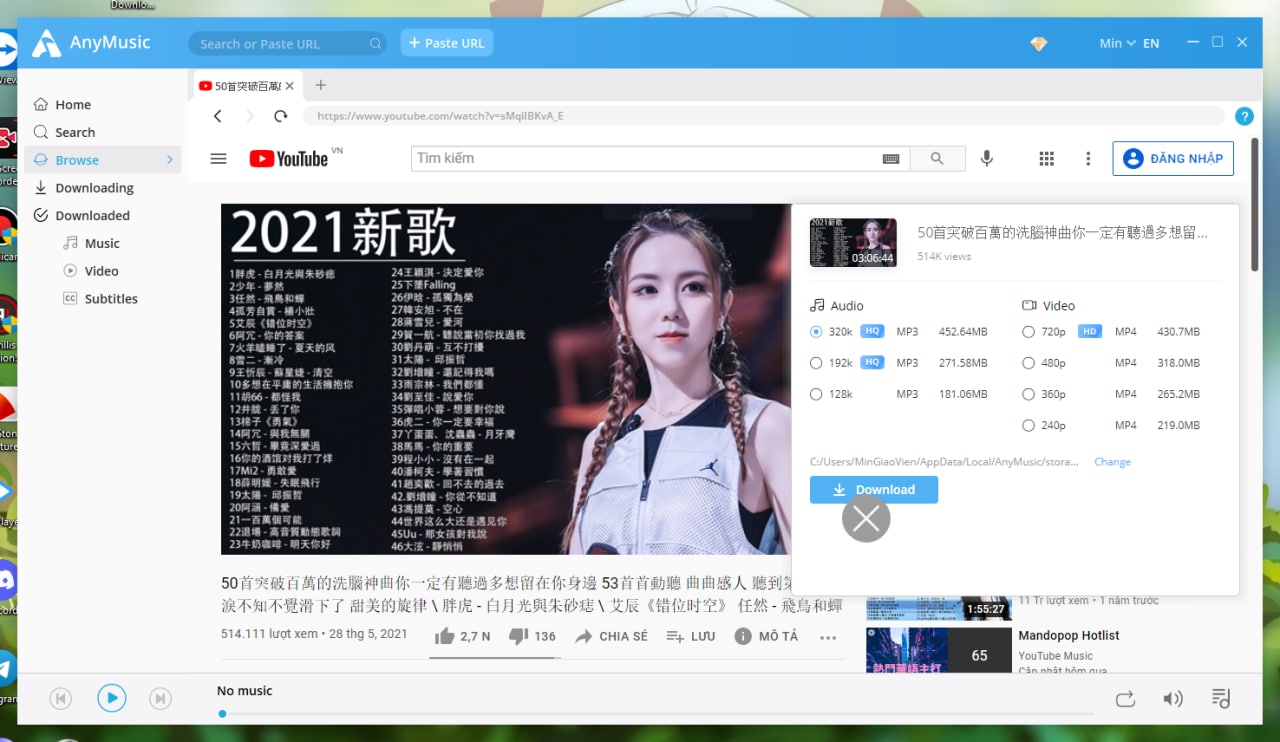 Downlo...
AnyMusic
Search or Paste URL
+ Paste URL
Min
EN
Home
Search
Browse
Downloading
Downloaded
Music
Video
Subtitles
50首突破百萬
https://www.youtube.com/watch?v=sMqIIBKvA_E
?
YouTube VN
Tìm kiếm
ĐĂNG NHẬP
2021新歌
1胖虎 - 白月光與朱砂痣
2少年 - 夢然
3任然 - 飛鳥和蟬
4孤芳自賞 - 楊小壯
5艾辰《错位时空》
6阿冗 - 你的答案
7火羊瞌睡了 - 夏天的风
8雪二 - 漸冷
9王忻辰 - 蘇星婕 - 清空
10多想在平庸的生活擁抱你
11胡66 - 都怪我
12井朧 - 丢了你
13棉子《勇氣》
14阿冗 - 與我無關
15六哲 - 畢竟深愛過
16你的酒馆对我打了烊
17Mi2 - 勇敢愛
18薛明媛 - 失眠飛行
19太陽 - 邱振哲
20阿涵 - 備愛
21一百萬個可能
22退場 - 高音質動態歌詞
23牛奶咖啡 - 明天你好
24王穎淇 - 決定愛你
25下墜Falling
26伊晗 - 孤獨為榮
27韓安旭 - 不在
28蔣雪兒 - 愛河
29賀一航 - 聽說當初你找過我
30劉丹萌 - 互不打擾
31太陽 - 邱振哲
32劉增瞳 - 還記得我嗎
33雨宗林 - 我們都懂
34劉至佳 - 說愛你
35彈唱小蓉 - 想要對你說
36虎二 - 你一定要幸福
37丫蛋蛋、沈蟲蟲 - 月牙灣
38馬馬 - 你的重要
39程小小 - 沒有在一起
40潘柯夫 - 學著習慣
41趙奕歡 - 回不去的過去
42.劉增瞳 - 你從不知道
43馮提莫 - 空心
44世界这么大还是遇见你
45Uu - 那女孩對我說
46大泫 - 靜悄悄
03:06:44
50首突破百萬的洗腦神曲你一定有聽過多想留...
514K views
Audio
320k HQ MP3 452.64MB
192k HQ MP3 271.58MB
128k MP3 181.06MB
Video
720p HD MP4 430.7MB
480p MP4 318.0MB
360p MP4 265.2MB
240p MP4 219.0MB
C:/Users/MinGiaoVien/AppData/Local/AnyMusic/stora...
Change
Download
50首突破百萬的洗腦神曲你一定有聽過多想留在你身邊 53首首動聽 曲曲感人 聽到第
淚不知不覺滑下了 甜美的旋律 \ 胖虎 - 白月光與朱砂痣 \ 艾辰《错位时空》 任然 - 飛鳥和蟬
514.111 lượt xem • 28 thg 5, 2021
2,7 N
136
CHIA SẺ
LƯU
MÔ TẢ
1:55:27
11 Tr lượt xem • 1 năm trước
熱門華語主打
65
Mandopop Hotlist
YouTube Music
Cập nhật hôm qua
No music